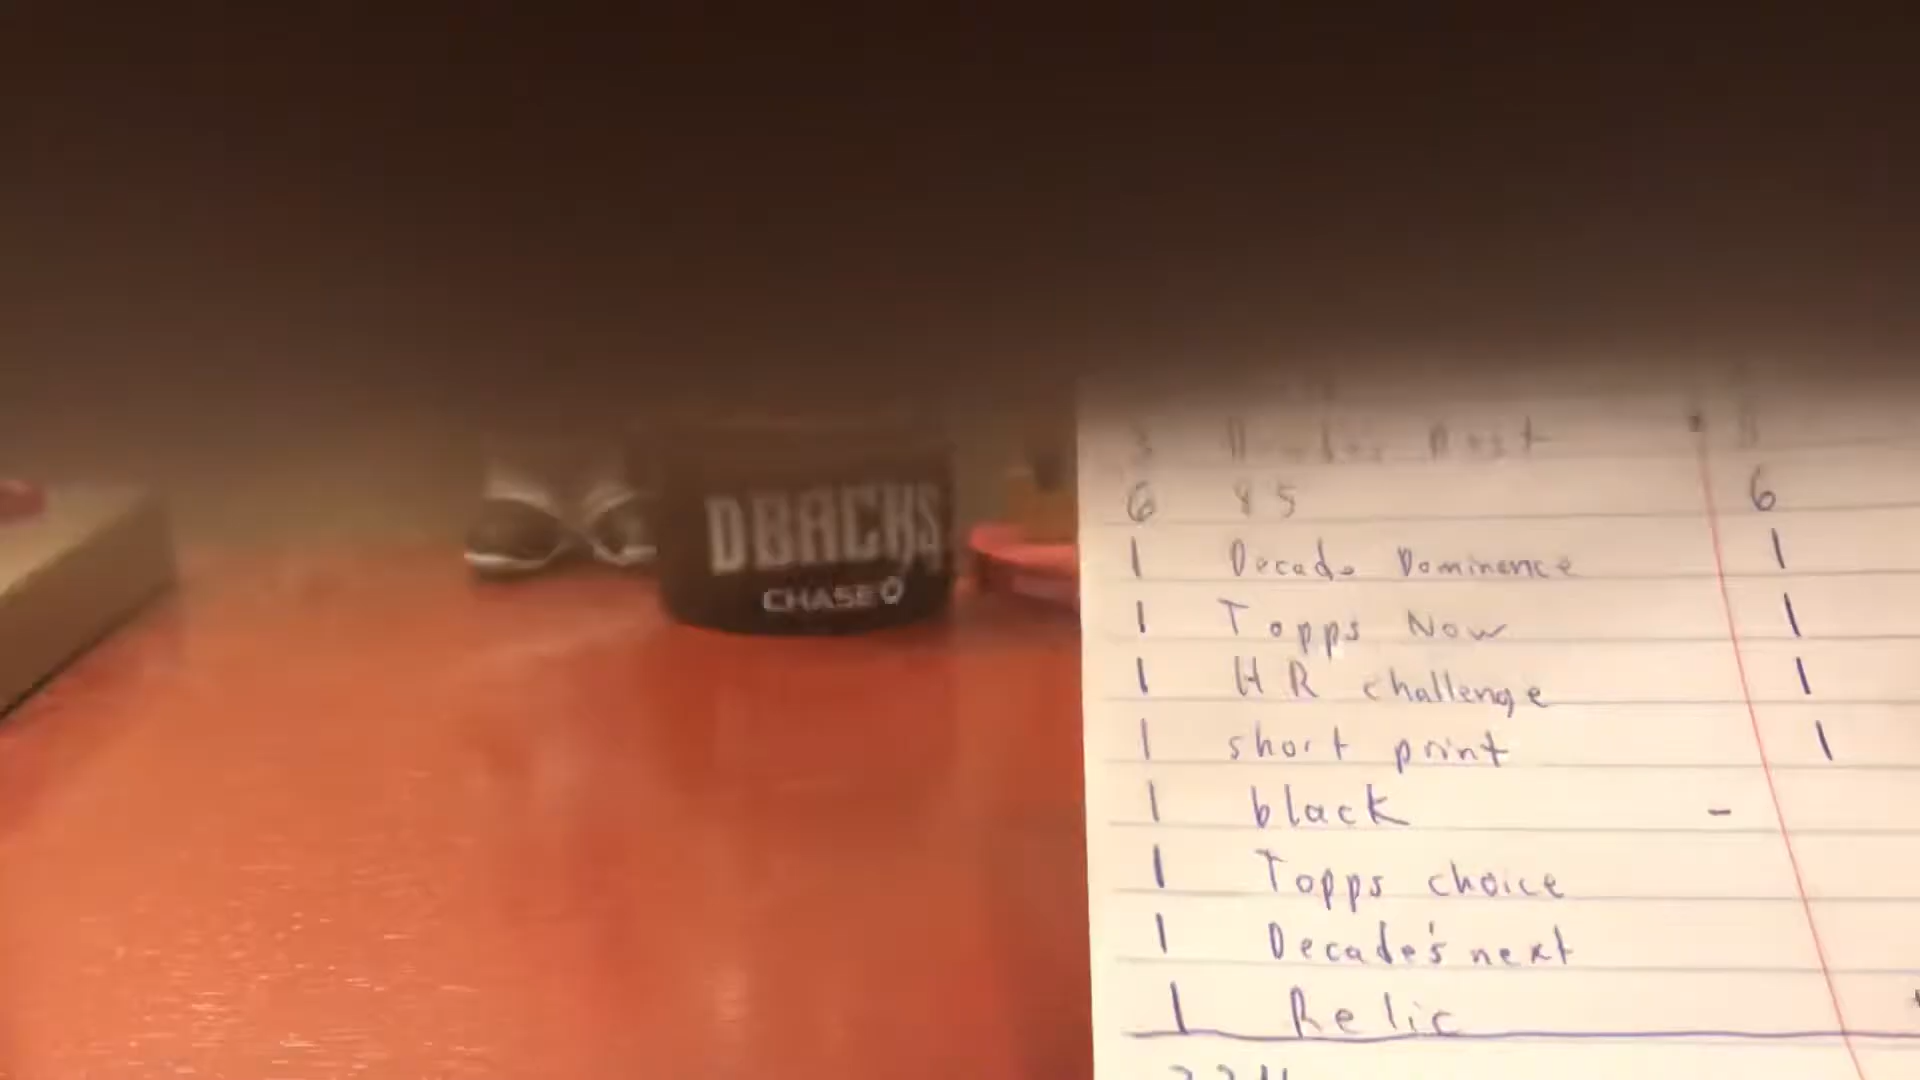 DBACKS
CHASE
6 85 6
1 Decade Dominence 1
1 Topps Now 1
1 HR challenge 1
1 short print 1
1 black -
1 Topps choice
1 Decade's next
1 Relic